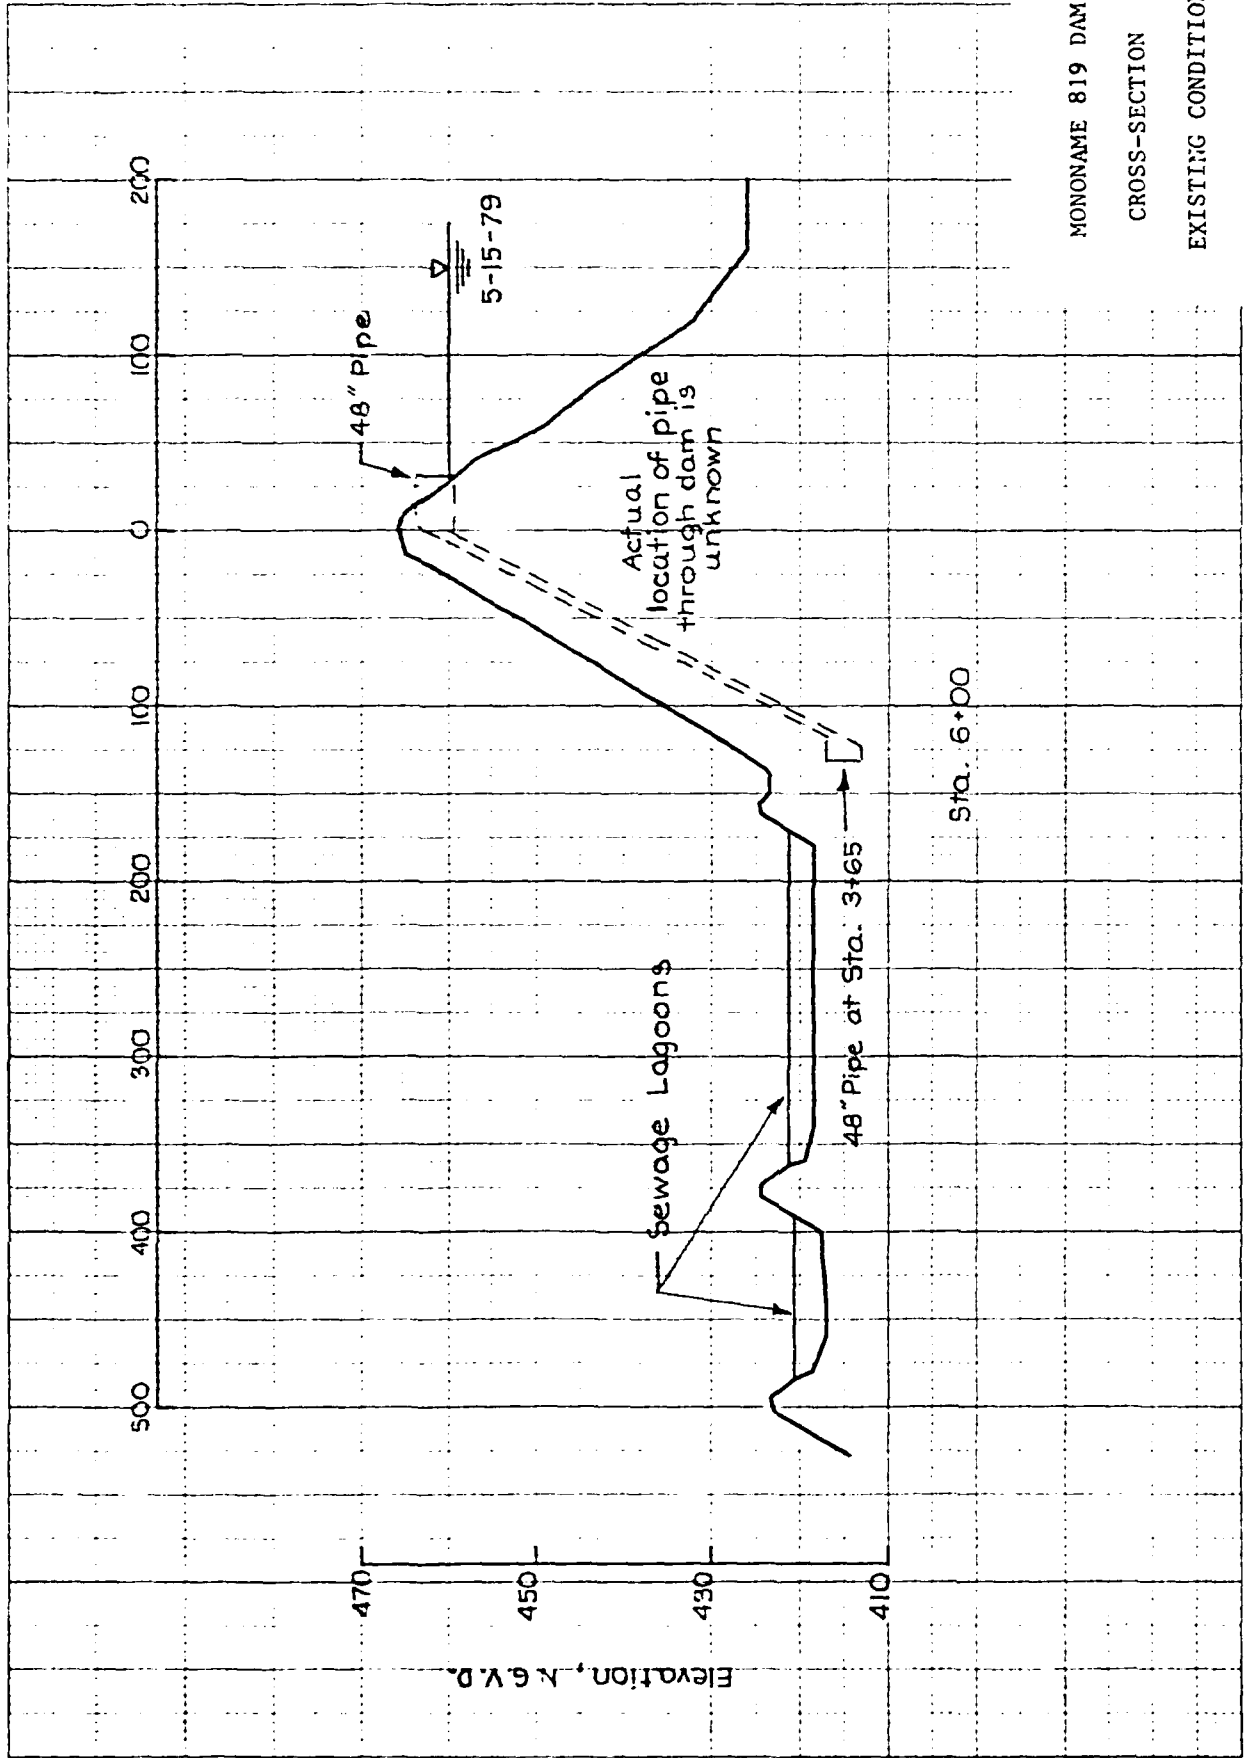 500
400
300
200
100
0
100
200
48" Pipe
5-15-79
470
450
430
410
Elevation, N.G.V.D.
Actual
location of pipe
through dam is
unknown
Sewage Lagoons
48" Pipe at Sta. 3+65
Sta. 6+00
MONONAME 819 DAM
CROSS-SECTION
EXISTING CONDITION